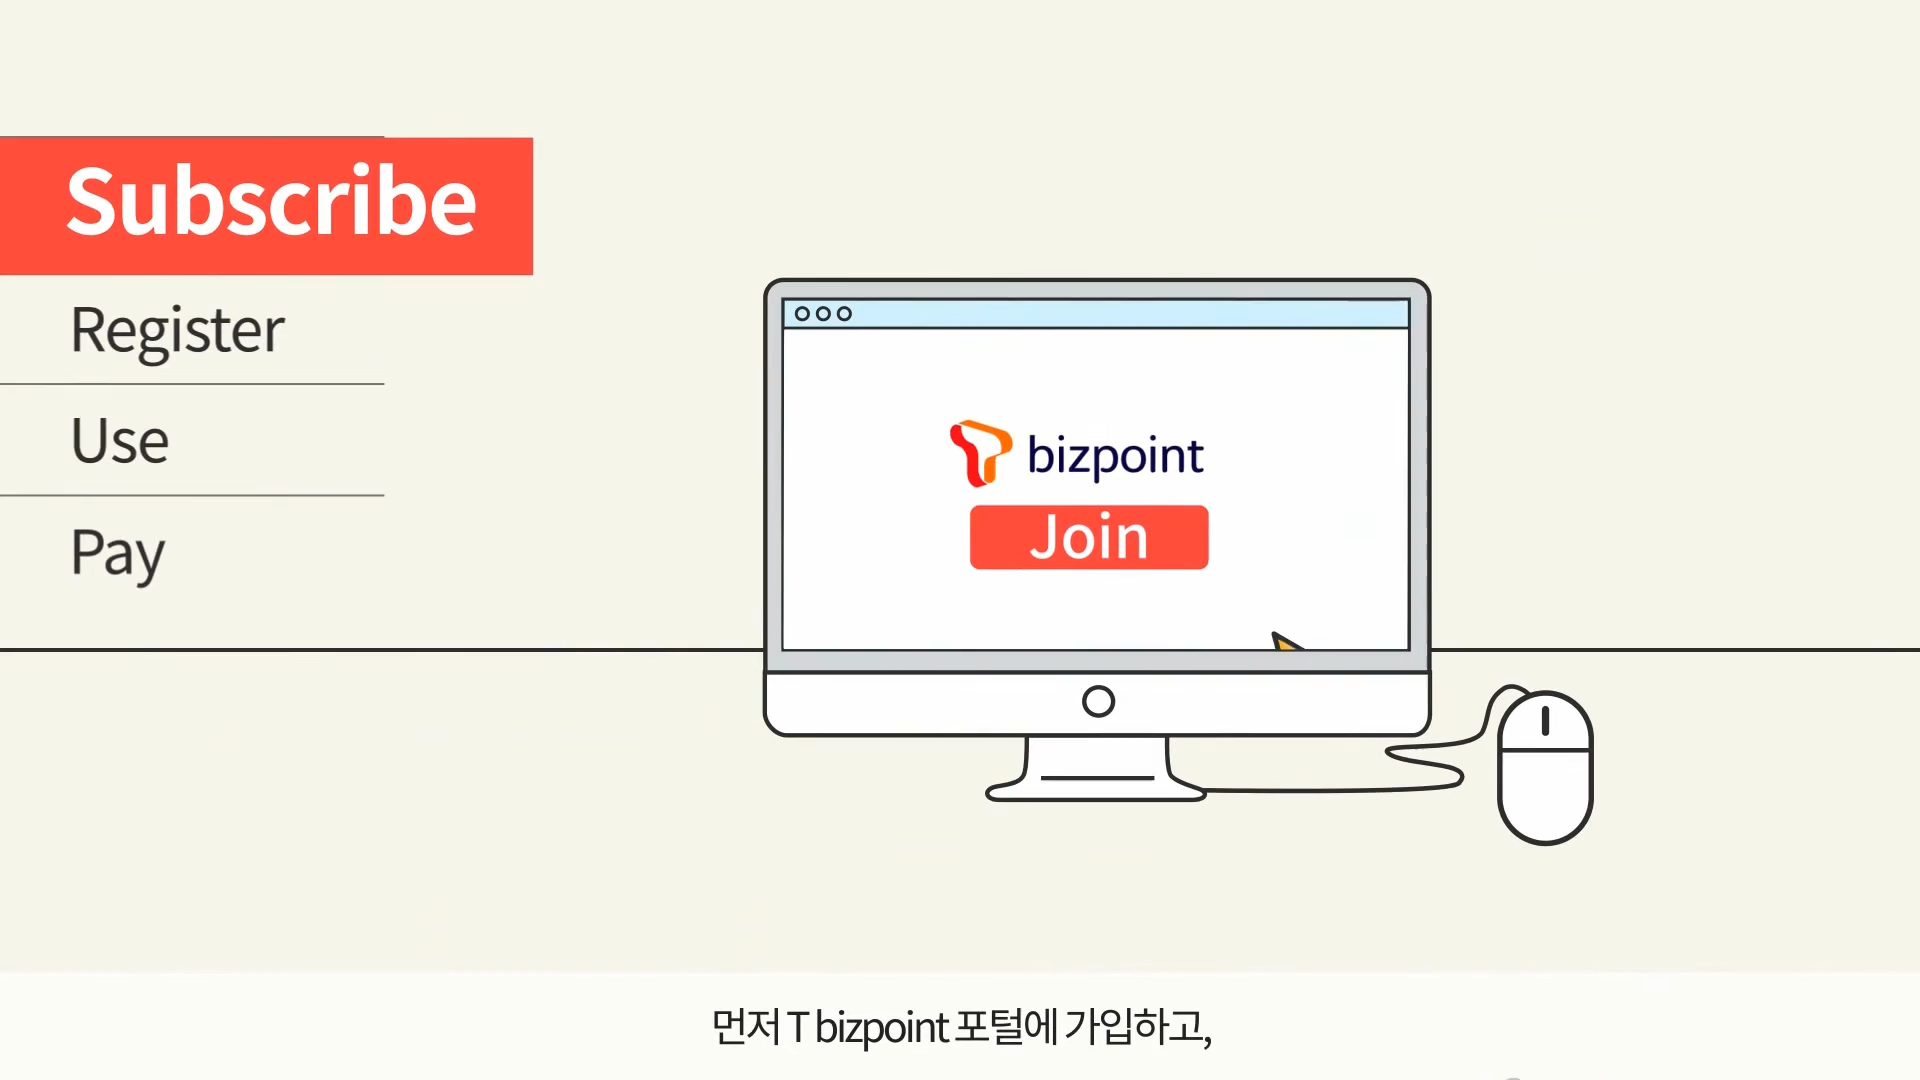 Subscribe
Register
Use
Pay
T bizpoint
Join
먼저 T bizpoint 포털에 가입하고,